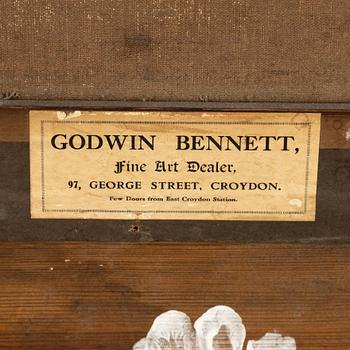 GODWIN BENNETT,
Fine Art Dealer,
97, GEORGE STREET, CROYDON.
Few Doors from East Croydon Station.